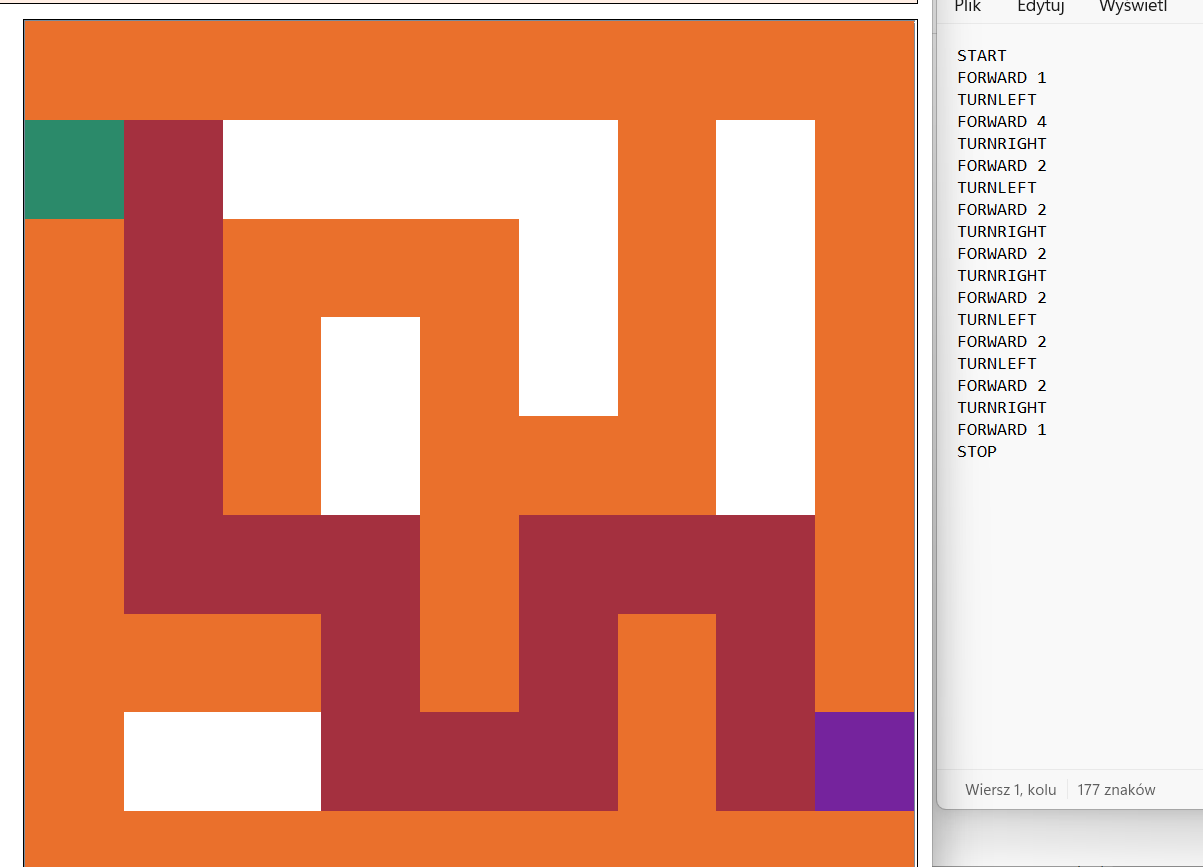 Plik Edytuj Wyświetl
START
FORWARD 1
TURNLEFT
FORWARD 4
TURNRIGHT
FORWARD 2
TURNLEFT
FORWARD 2
TURNRIGHT
FORWARD 2
TURNRIGHT
FORWARD 2
TURNLEFT
FORWARD 2
TURNLEFT
FORWARD 2
TURNRIGHT
FORWARD 1
STOP
Wiersz 1, kolu 177 znaków